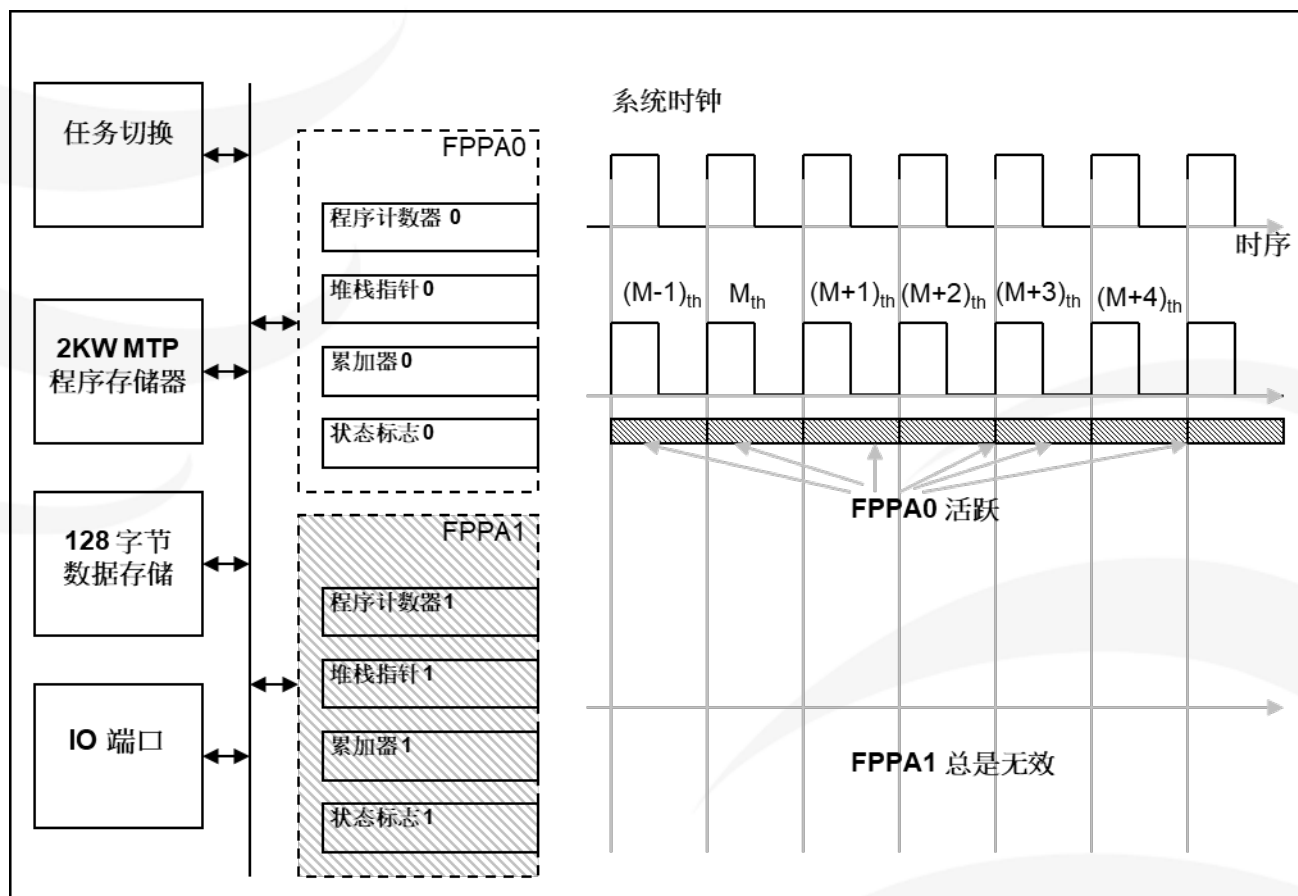 任务切换
2KW MTP
程序存储器
128 字节
数据存储
IO 端口
FPPA0
程序计数器 0
堆栈指针 0
累加器 0
状态标志 0
FPPA1
程序计数器 1
堆栈指针 1
累加器 1
状态标志 1
系统时钟
时序
(M-1)th Mth (M+1)th (M+2)th (M+3)th (M+4)th
FPPA0 活跃
FPPA1 总是无效